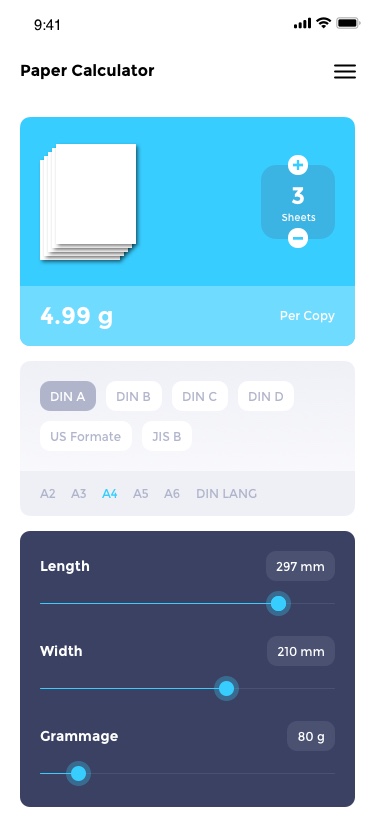 9:41
Paper Calculator
3
Sheets
4.99 g
Per Copy
DIN A DIN B DIN C DIN D
US Formate JIS B
A2 A3 A4 A5 A6 DIN LANG
Length 297 mm
Width 210 mm
Grammage 80 g